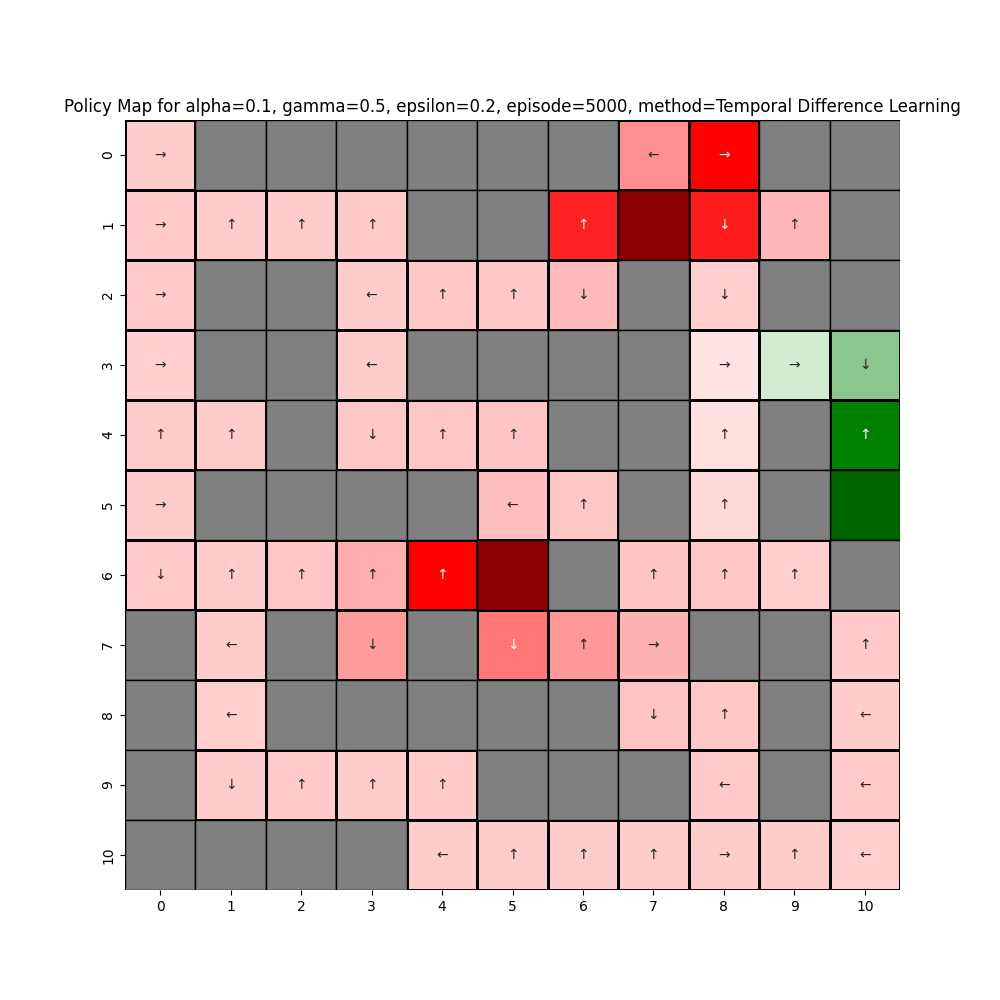 Policy Map for alpha=0.1, gamma=0.5, epsilon=0.2, episode=5000, method=Temporal Difference Learning
0 → ← →
1 → ↑ ↑ ↑ ↑ ↓ ↑
2 → ← ↑ ↑ ↓ ↓
3 → ← → → ↓
4 ↑ ↑ ↓ ↑ ↑ ↑ ↑
5 → ← ↑ ↑
6 ↓ ↑ ↑ ↑ ↑ ↑ ↑ ↑
7 ← ↓ ↓ ↑ → ↑
8 ← ↓ ↑ ←
9 ↓ ↑ ↑ ↑ ← ←
10 ← ↑ ↑ ↑ → ↑ ←
0 1 2 3 4 5 6 7 8 9 10